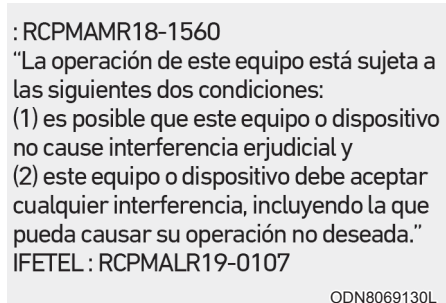 : RCPMAMR18-1560
“La operación de este equipo está sujeta a
las siguientes dos condiciones:
(1) es posible que este equipo o dispositivo
no cause interferencia erjudicial y
(2) este equipo o dispositivo debe aceptar
cualquier interferencia, incluyendo la que
pueda causar su operación no deseada.”
IFETEL : RCPMALR19-0107
ODN8069130L